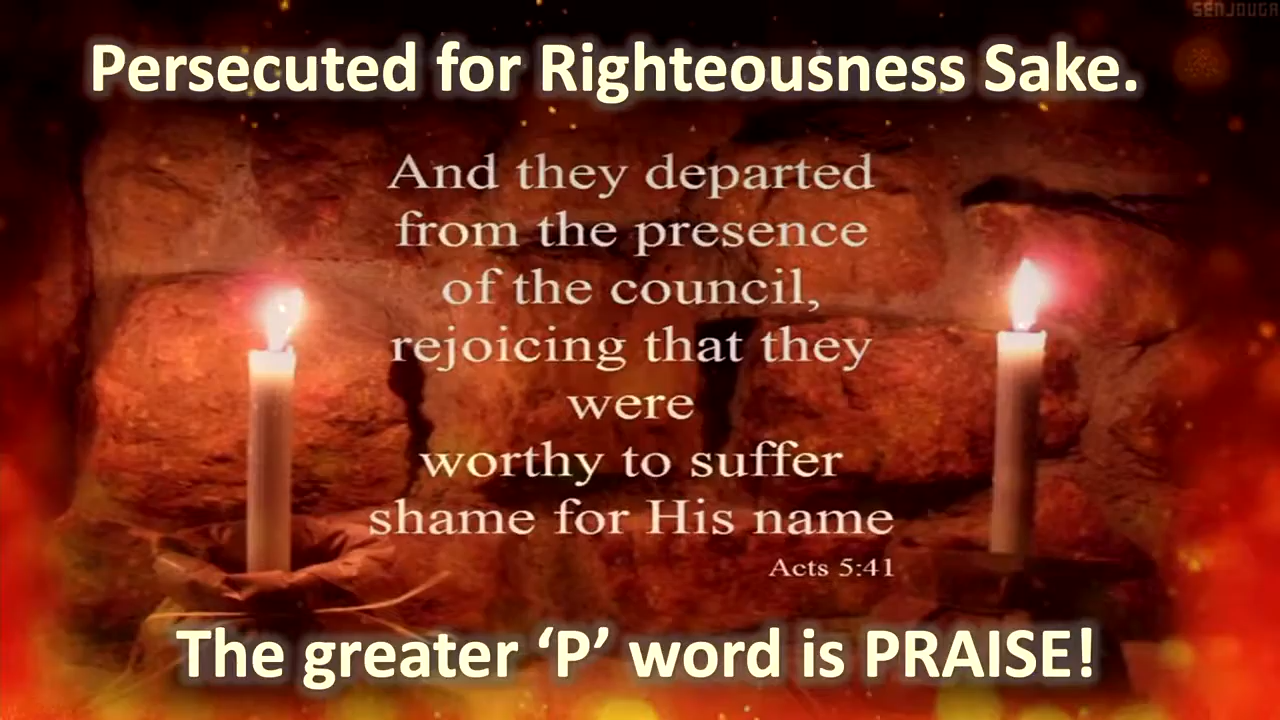 SENJOUGA
Persecuted for Righteousness Sake.
And they departed
from the presence
of the council,
rejoicing that they
were
worthy to suffer
shame for His name
Acts 5:41
The greater ‘P’ word is PRAISE!